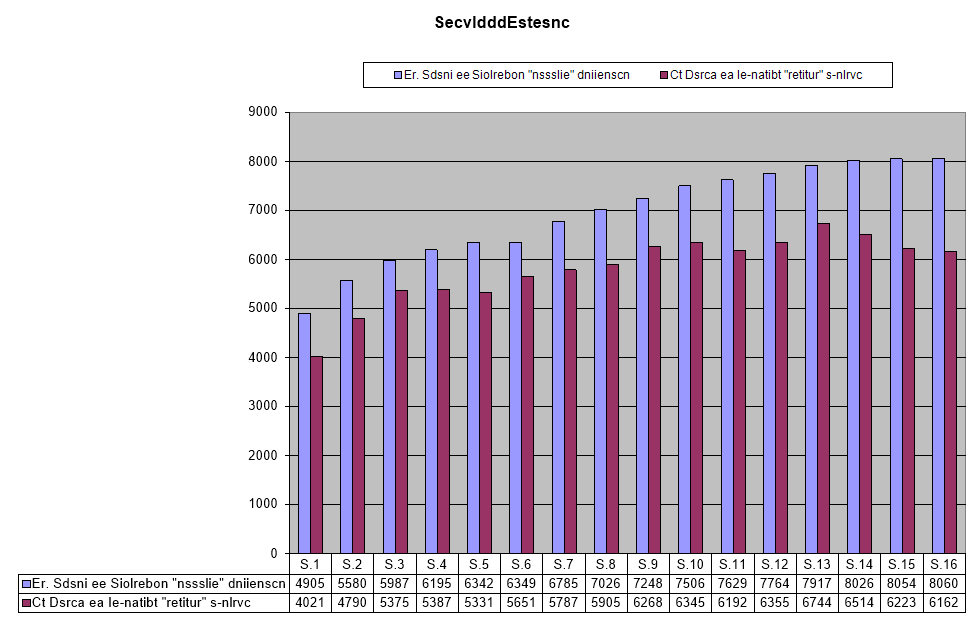 SecvIdddEstesnc
Er. Sdsni ee Siolrebon "nssslie" dniienscn Ct Dsrca ea Ie-natibt "retitur" s-nlrvc
9000
8000
7000
6000
5000
4000
3000
2000
1000
0
S.1 S.2 S.3 S.4 S.5 S.6 S.7 S.8 S.9 S.10 S.11 S.12 S.13 S.14 S.15 S.16
Er. Sdsni ee Siolrebon "nssslie" dniienscn 4905 5580 5987 6195 6342 6349 6785 7026 7248 7506 7629 7764 7917 8026 8054 8060
Ct Dsrca ea Ie-natibt "retitur" s-nlrvc 4021 4790 5375 5387 5331 5651 5787 5905 6268 6345 6192 6355 6744 6514 6223 6162